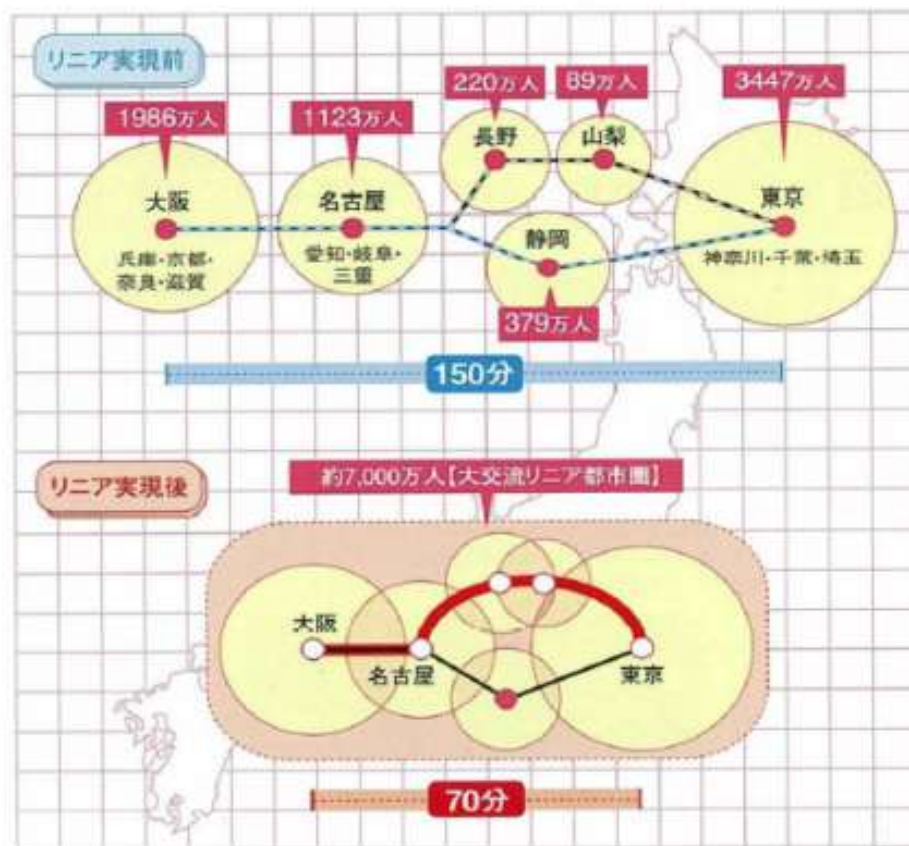 リニア実現前
220万人
89万人
3447万人
1986万人
1123万人
長野
山梨
大阪
名古屋
東京
兵庫・京都・
奈良・滋賀
愛知・岐阜・
三重
静岡
神奈川・千葉・埼玉
379万人
150分
リニア実現後
約7,000万人【大交流リニア都市圏】
大阪
名古屋
東京
70分